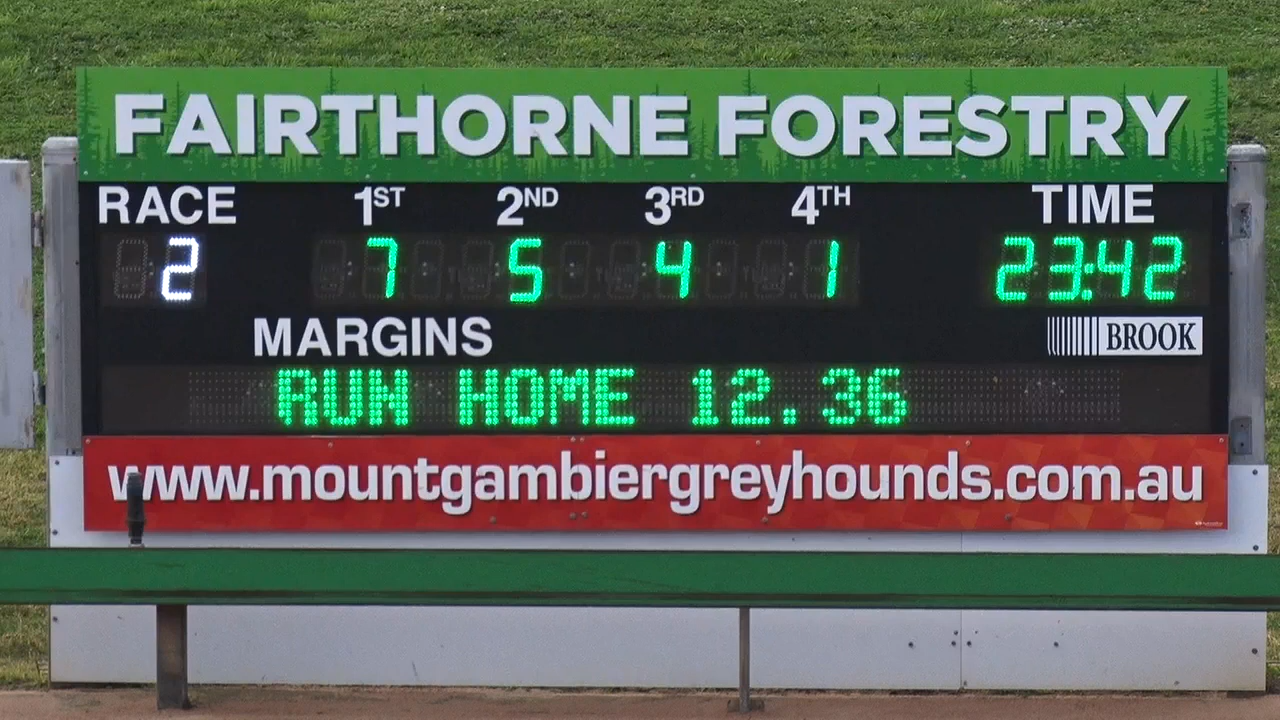 FAIRTHORNE FORESTRY
RACE 1ST 2ND 3RD 4TH TIME
2 7 5 4 1 23:42
MARGINS BROOK
RUN HOME 12.36
www.mountgambiergreyhounds.com.au